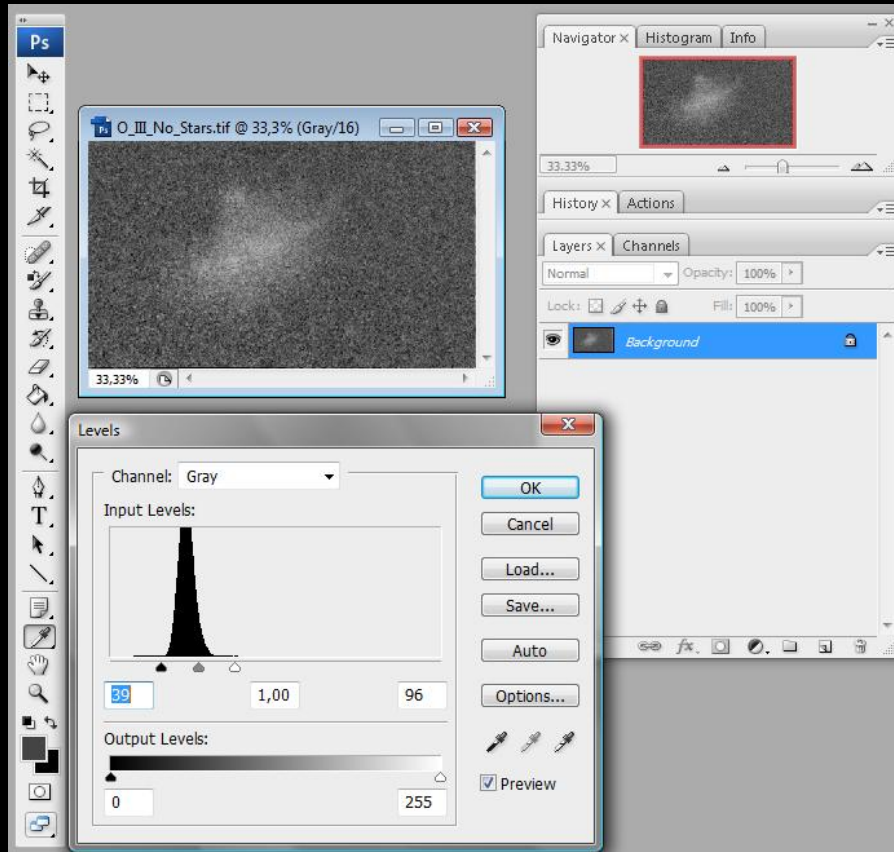 Ps
Navigator × Histogram Info
33.33%
O_III_No_Stars.tif @ 33,3% (Gray/16)
33,33%
History × Actions
Layers × Channels
Normal Opacity: 100%
Lock: Fill: 100%
Background
Levels
Channel: Gray
Input Levels:
39 1,00 96
Output Levels:
0 255
OK
Cancel
Load...
Save...
Auto
Options...
Preview
T
fx.